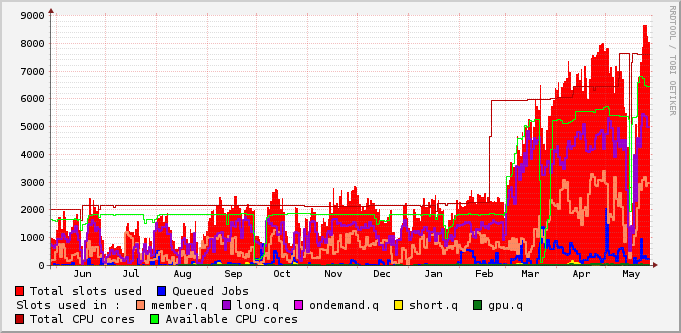 9000
8000
7000
6000
5000
4000
3000
2000
1000
0
Jun Jul Aug Sep Oct Nov Dec Jan Feb Mar Apr May
Total slots used Queued Jobs
Slots used in : member.q long.q ondemand.q short.q gpu.q
Total CPU cores Available CPU cores
RRDTOOL / TOBI OETIKER